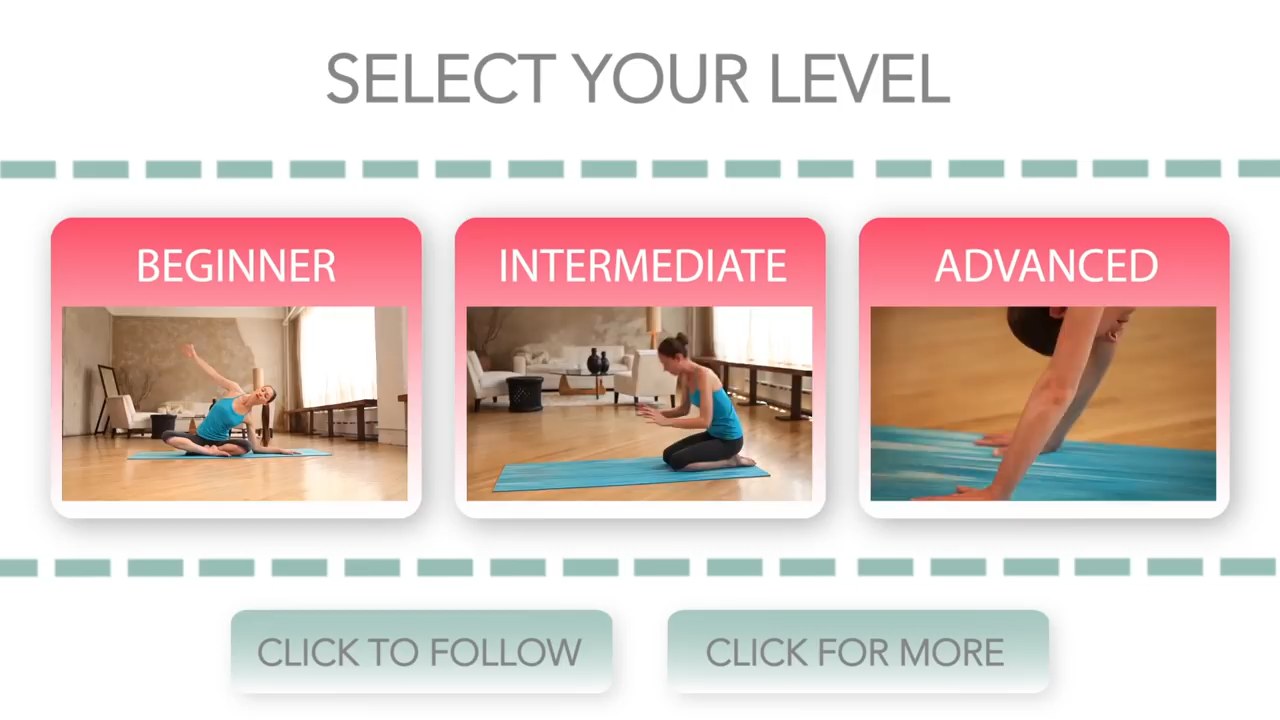 SELECT YOUR LEVEL
BEGINNER
INTERMEDIATE
ADVANCED
CLICK TO FOLLOW
CLICK FOR MORE